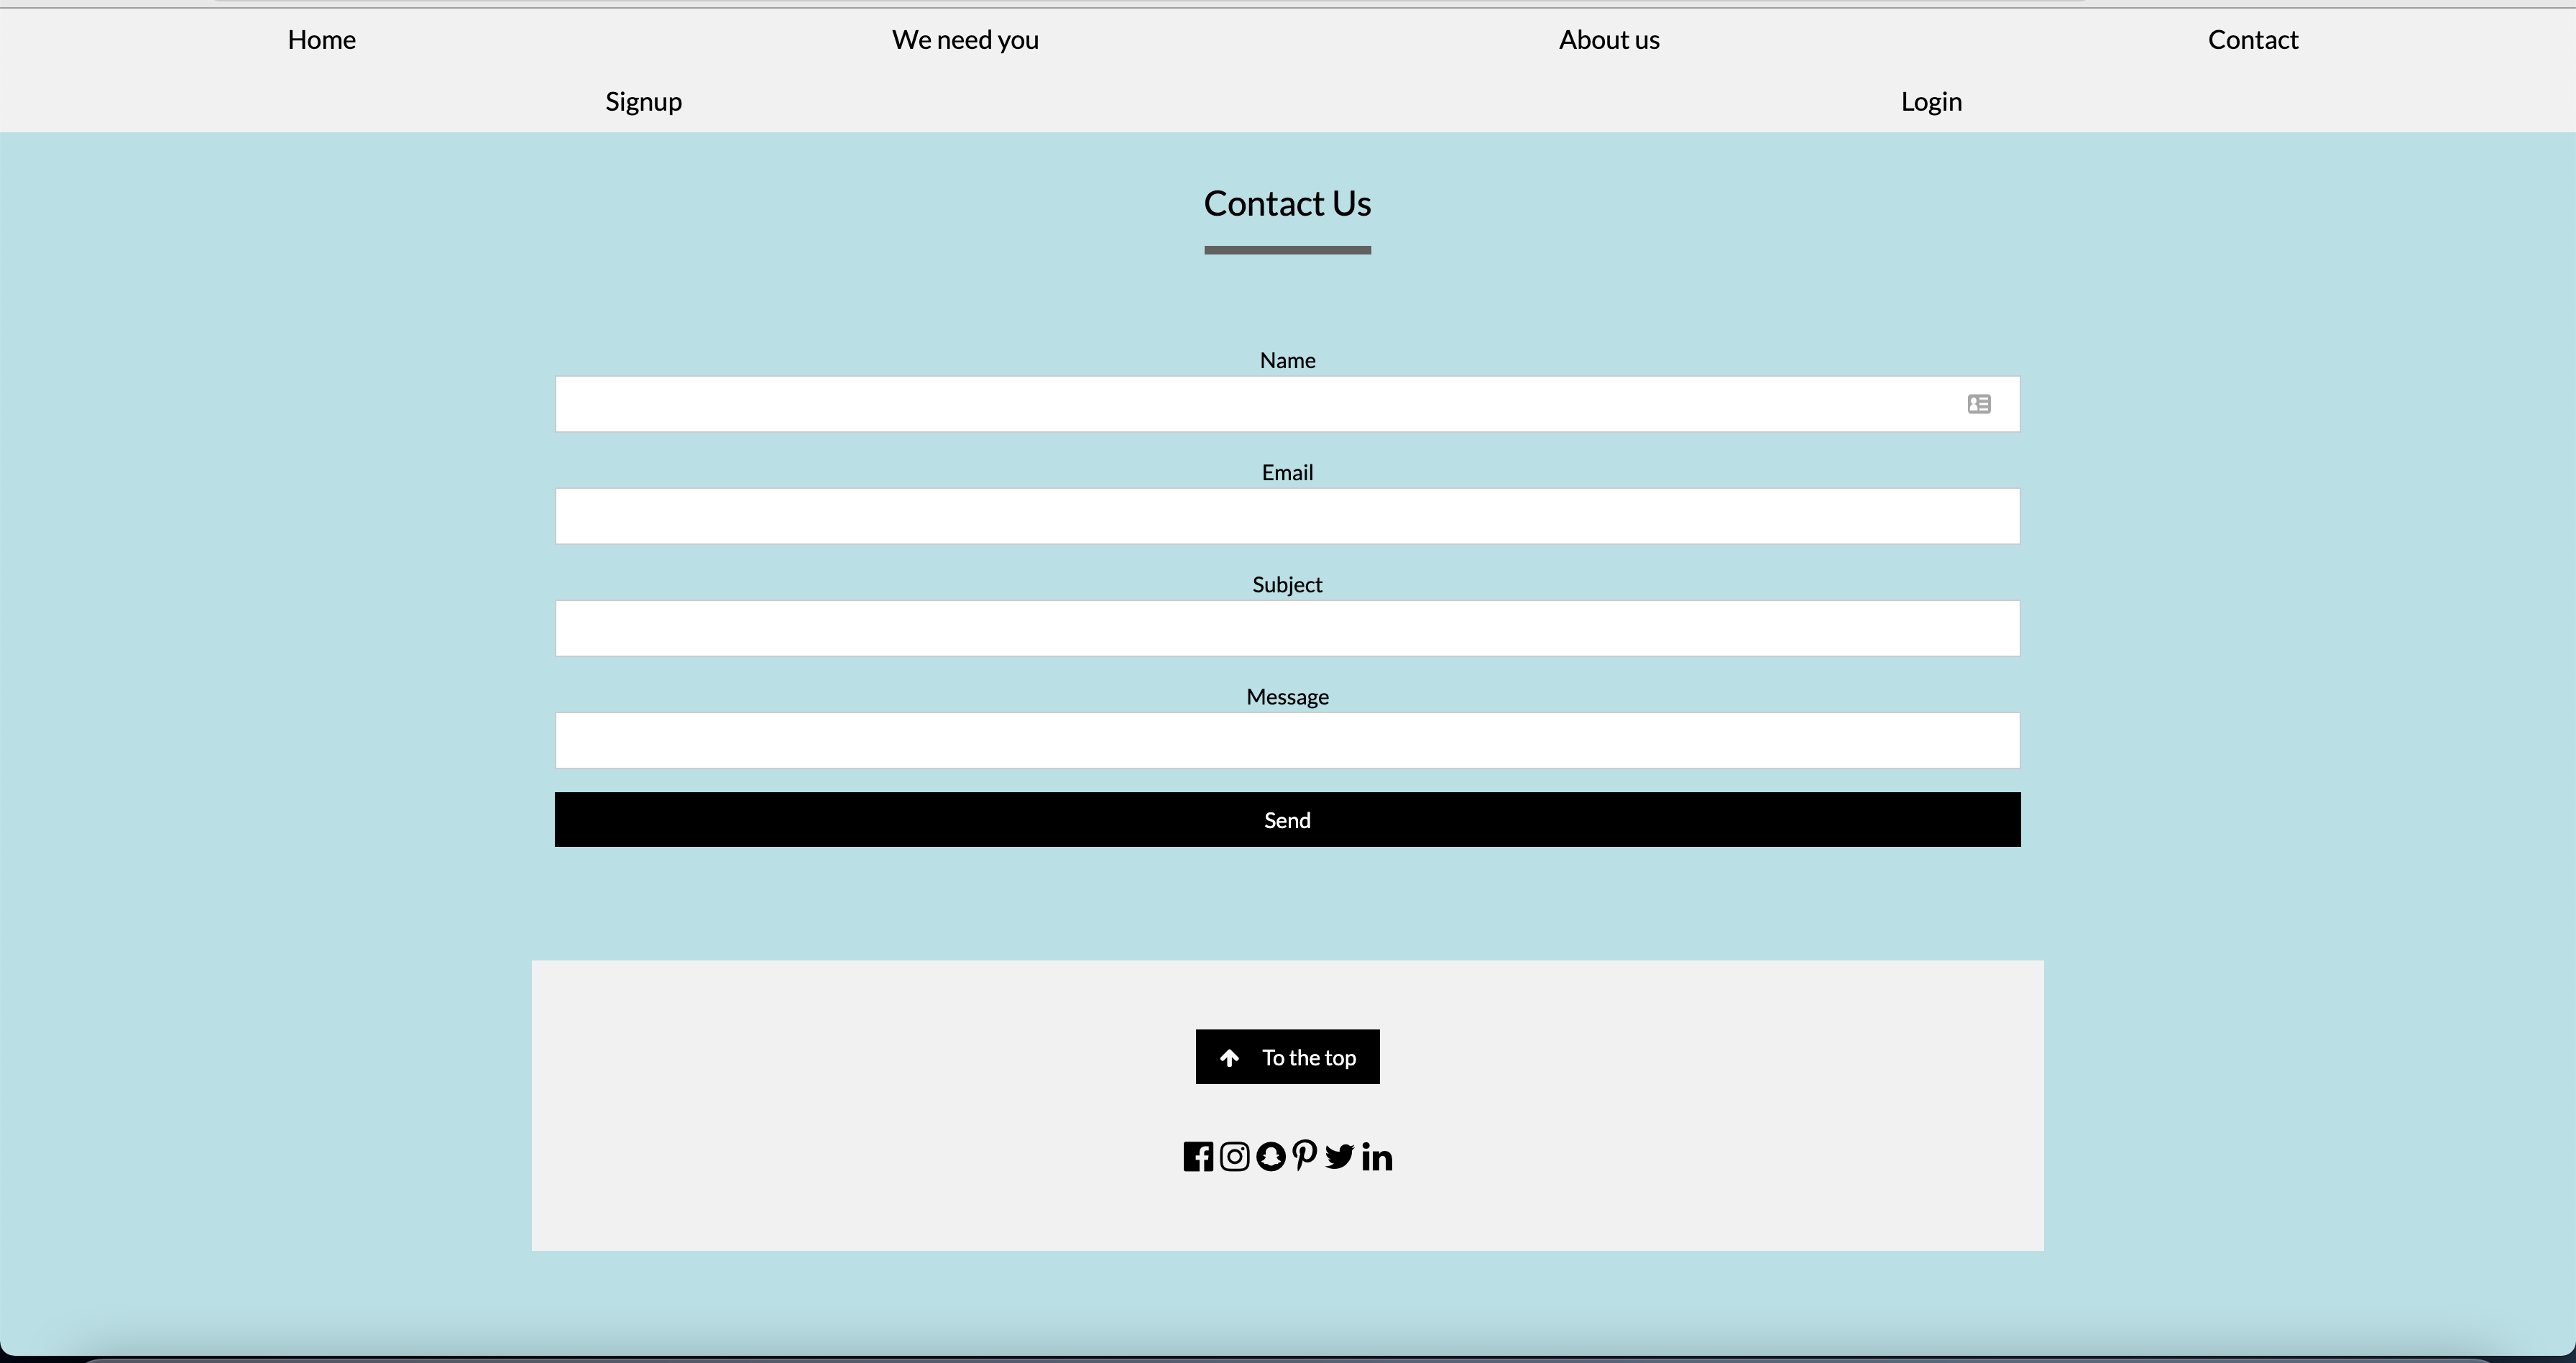 Home We need you About us Contact
Signup Login
Contact Us
Name
Email
Subject
Message
Send
To the top